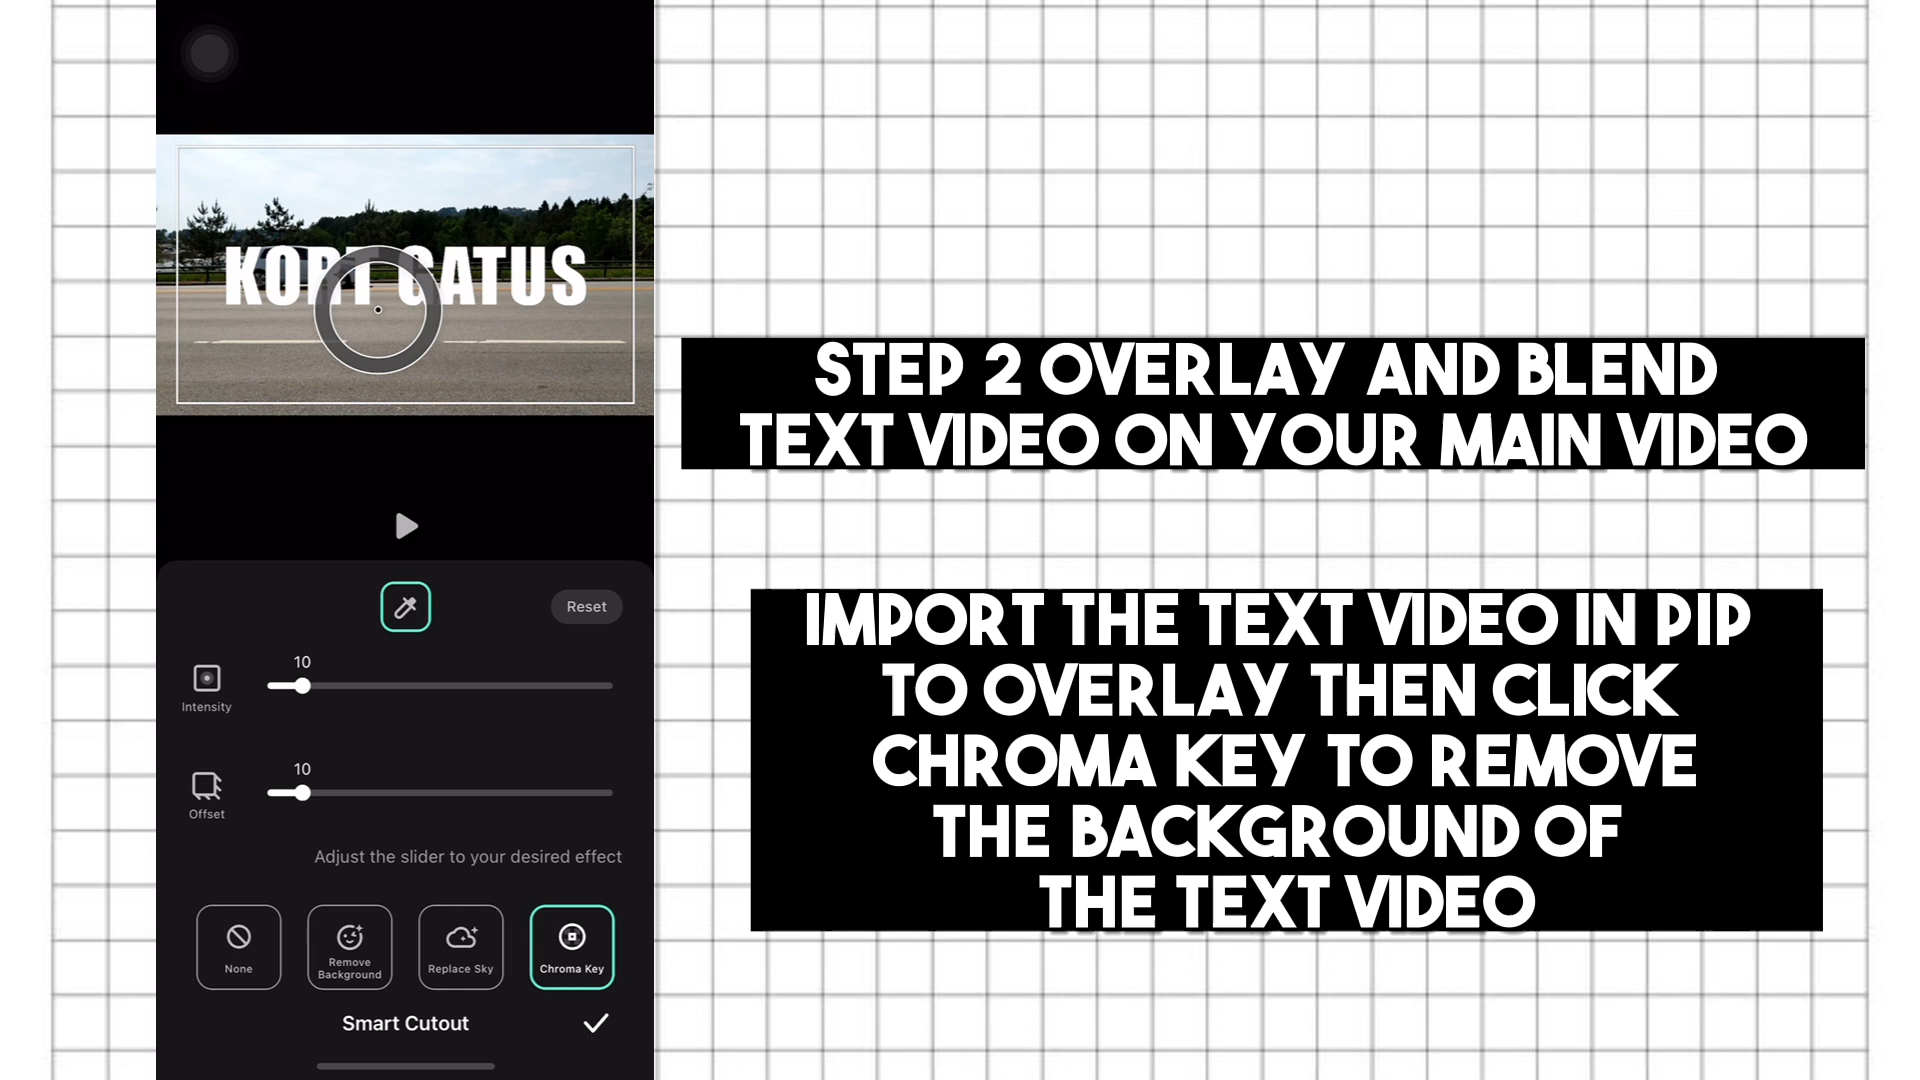 KORT GATUS
STEP 2 OVERLAY AND BLEND
TEXT VIDEO ON YOUR MAIN VIDEO
Reset
10
Intensity
10
Offset
Adjust the slider to your desired effect
None
Remove
Background
Replace Sky
Chroma Key
Smart Cutout
IMPORT THE TEXT VIDEO IN PIP
TO OVERLAY THEN CLICK
CHROMA KEY TO REMOVE
THE BACKGROUND OF
THE TEXT VIDEO